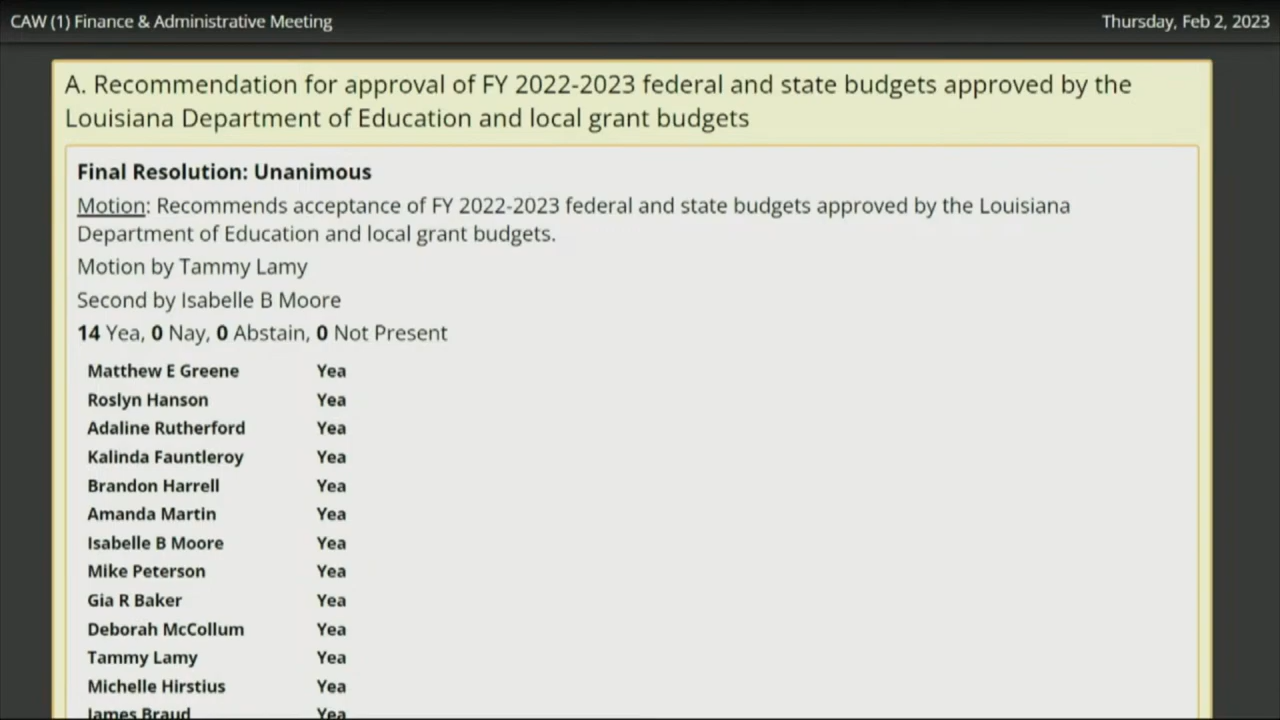 CAW (1) Finance & Administrative Meeting
Thursday, Feb 2, 2023
A. Recommendation for approval of FY 2022-2023 federal and state budgets approved by the
Louisiana Department of Education and local grant budgets
Final Resolution: Unanimous
Motion: Recommends acceptance of FY 2022-2023 federal and state budgets approved by the Louisiana
Department of Education and local grant budgets.
Motion by Tammy Lamy
Second by Isabelle B Moore
14 Yea, 0 Nay, 0 Abstain, 0 Not Present
Matthew E Greene Yea
Roslyn Hanson Yea
Adaline Rutherford Yea
Kalinda Fauntleroy Yea
Brandon Harrell Yea
Amanda Martin Yea
Isabelle B Moore Yea
Mike Peterson Yea
Gia R Baker Yea
Deborah McCollum Yea
Tammy Lamy Yea
Michelle Hirstius Yea
James Braud Yea